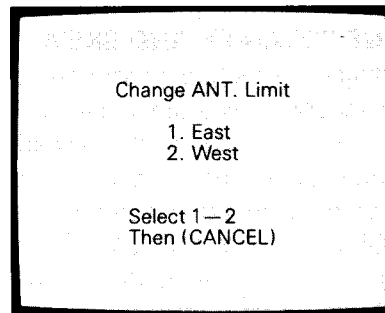 Change ANT. Limit
1. East
2. West
Select 1—2
Then (CANCEL)